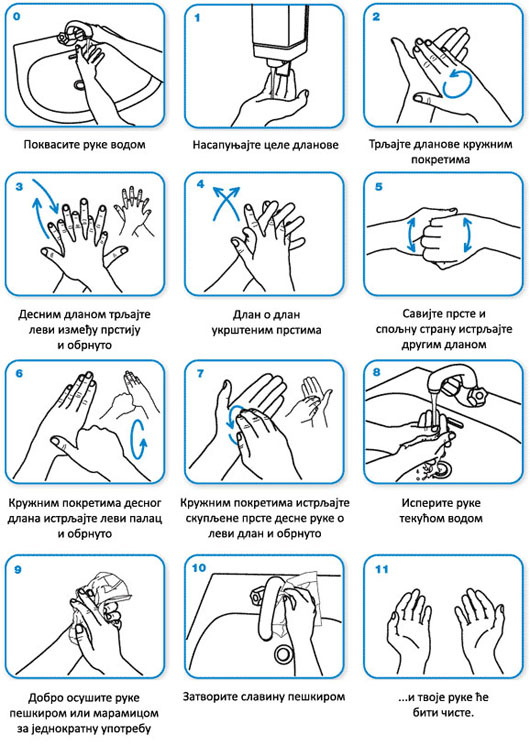 0
Поквасите руке водом
1
Насапуњајте целе дланове
2
Трљајте дланове кружним
покретима
3
Десним дланом трљајте
леви између прстију
и обрнуто
4
Длан о длан
укрштеним прстима
5
Савијте прсте и
спољну страну истрљајте
другим дланом
6
Кружним покретима десног
длана истрљајте леви палац
и обрнуто
7
Кружним покретима истрљајте
скупљене прсте десне руке о
леви длан и обрнуто
8
Исперите руке
текућом водом
9
Добро осушите руке
пешкиром или марамицом
за једнократну употребу
10
Затворите славину пешкиром
11
...и твоје руке ће
бити чисте.